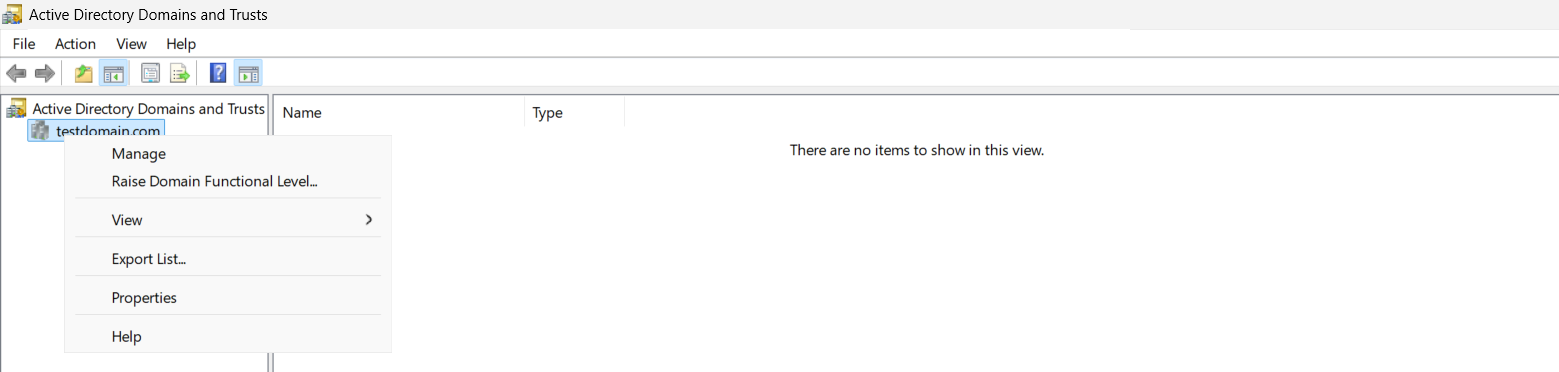 Active Directory Domains and Trusts
File Action View Help
Active Directory Domains and Trusts
testdomain.com
Name Type
There are no items to show in this view.
Manage
Raise Domain Functional Level...
View
Export List...
Properties
Help